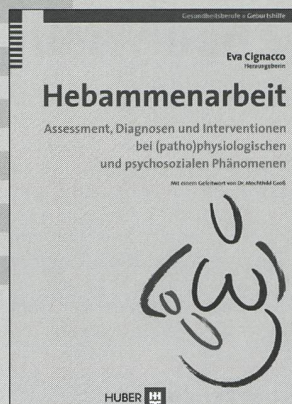 Gesundheitsberufe • Geburtshilfe
Eva Cignacco
Herausgeberin
Hebammenarbeit
Assessment, Diagnosen und Interventionen
bei (patho)physiologischen
und psychosozialen Phänomenen
Mit einem Geleitwort von Dr. Mechthild Groß
HUBER